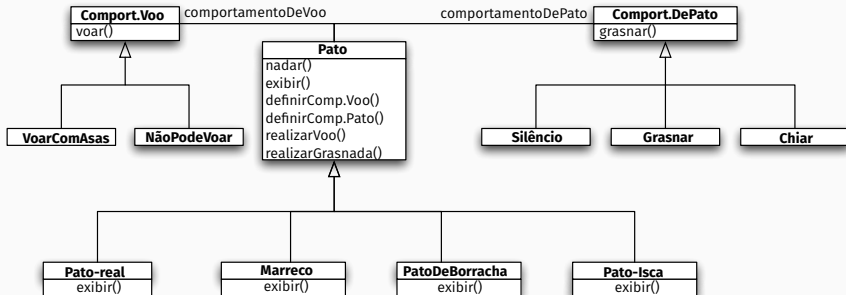 Comport.Voo
voar()
comportamentoDeVoo
comportamentoDePato
Comport.DePato
grasnar()
Pato
nadar()
exibir()
definirComp.Voo()
definirComp.Pato()
realizarVoo()
realizarGrasnada()
VoarComAsas
NãoPodeVoar
Silêncio
Grasnar
Chiar
Pato-real
exibir()
Marreco
exibir()
PatoDeBorracha
exibir()
Pato-Isca
exibir()